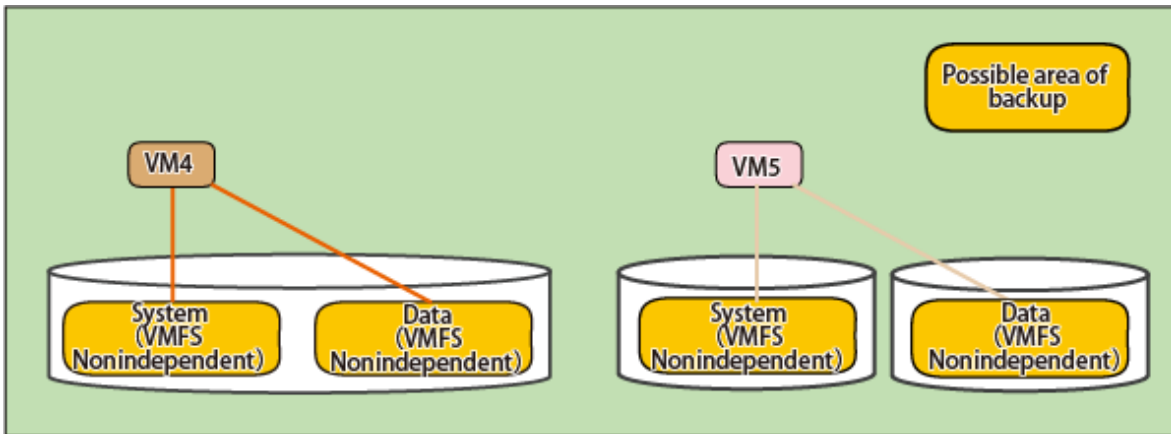 Possible area of
backup
VM4
VM5
System
(VMFS
Nonindependent)
Data
(VMFS
Nonindependent)
System
(VMFS
Nonindependent)
Data
(VMFS
Nonindependent)